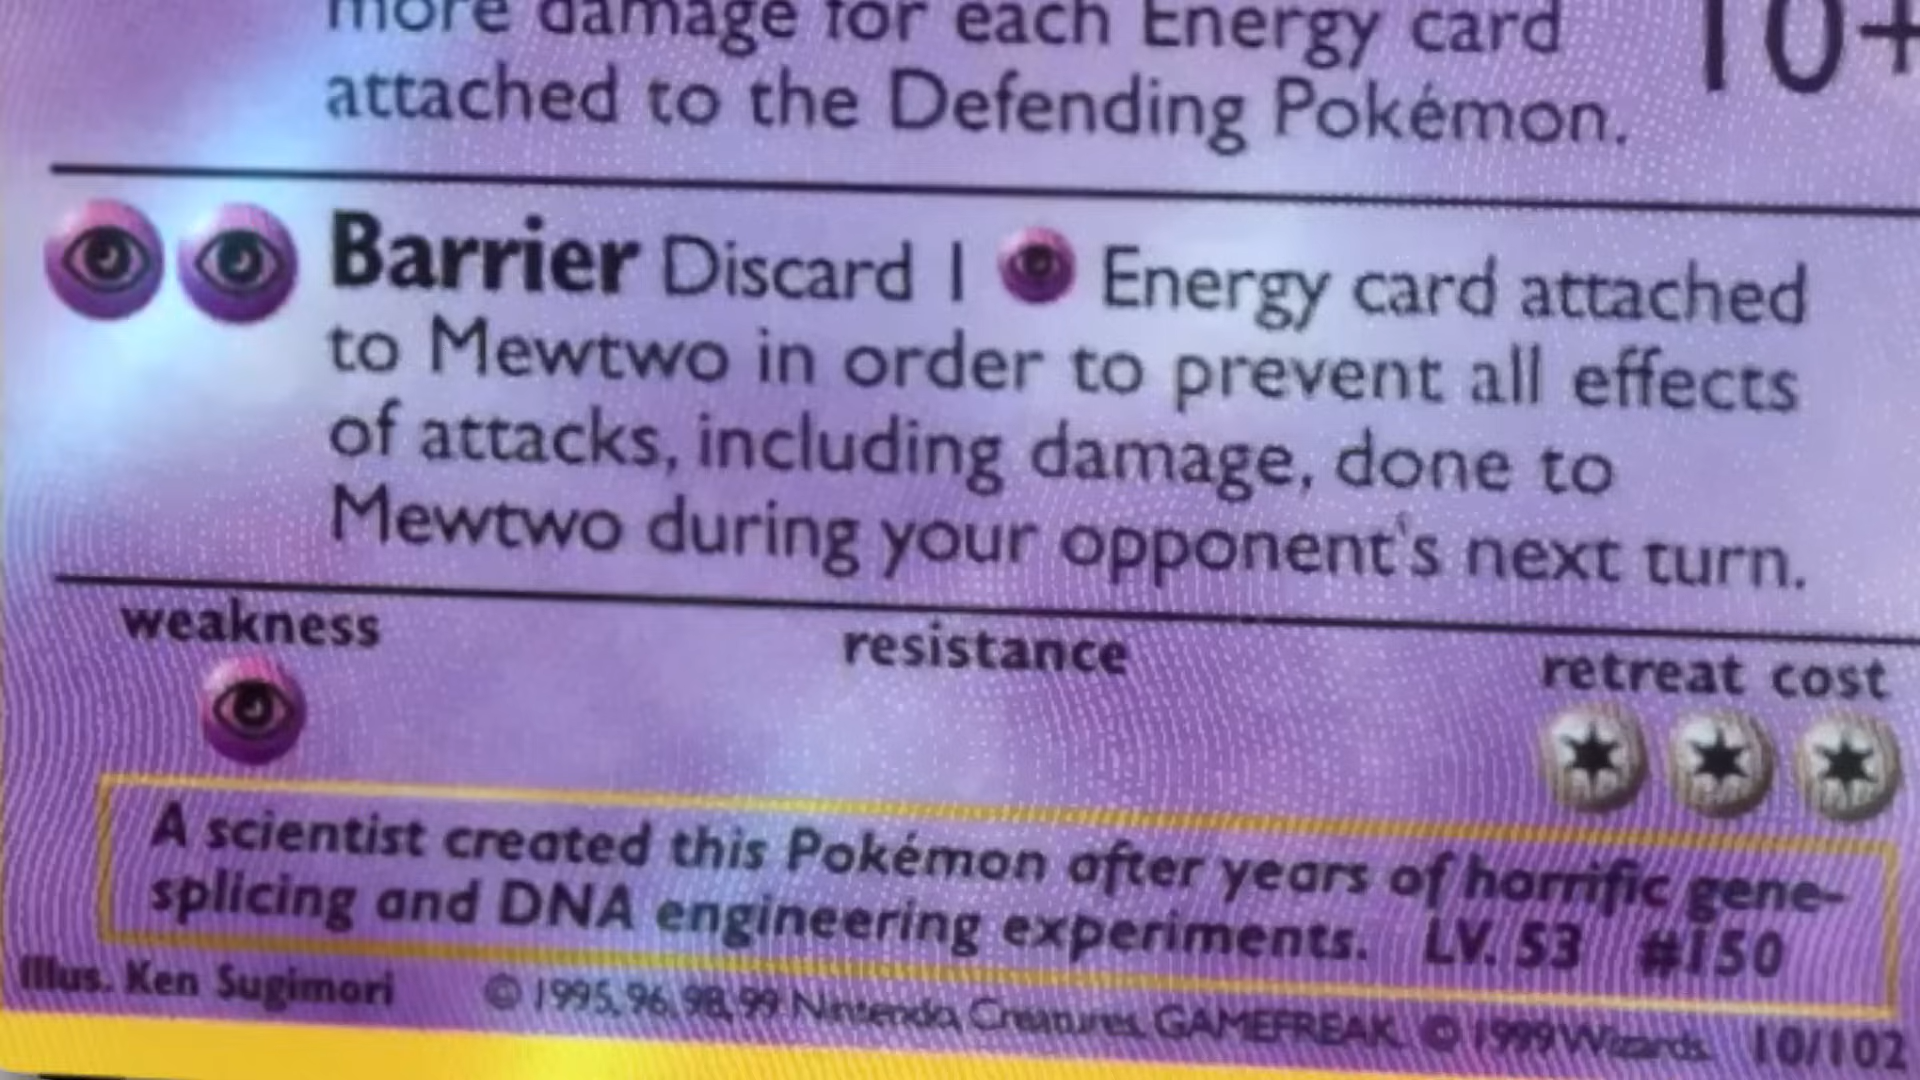 more damage for each Energy card
attached to the Defending Pokémon.
10+
Barrier Discard 1 Energy card attached
to Mewtwo in order to prevent all effects
of attacks, including damage, done to
Mewtwo during your opponent's next turn.
weakness resistance retreat cost
A scientist created this Pokémon after years of horrific gene-
splicing and DNA engineering experiments. LV. 53 #150
Illus. Ken Sugimori © 1995, 96, 98, 99 Nintendo, Creatures, GAMEFREAK. © 1999 Wizards. 10/102